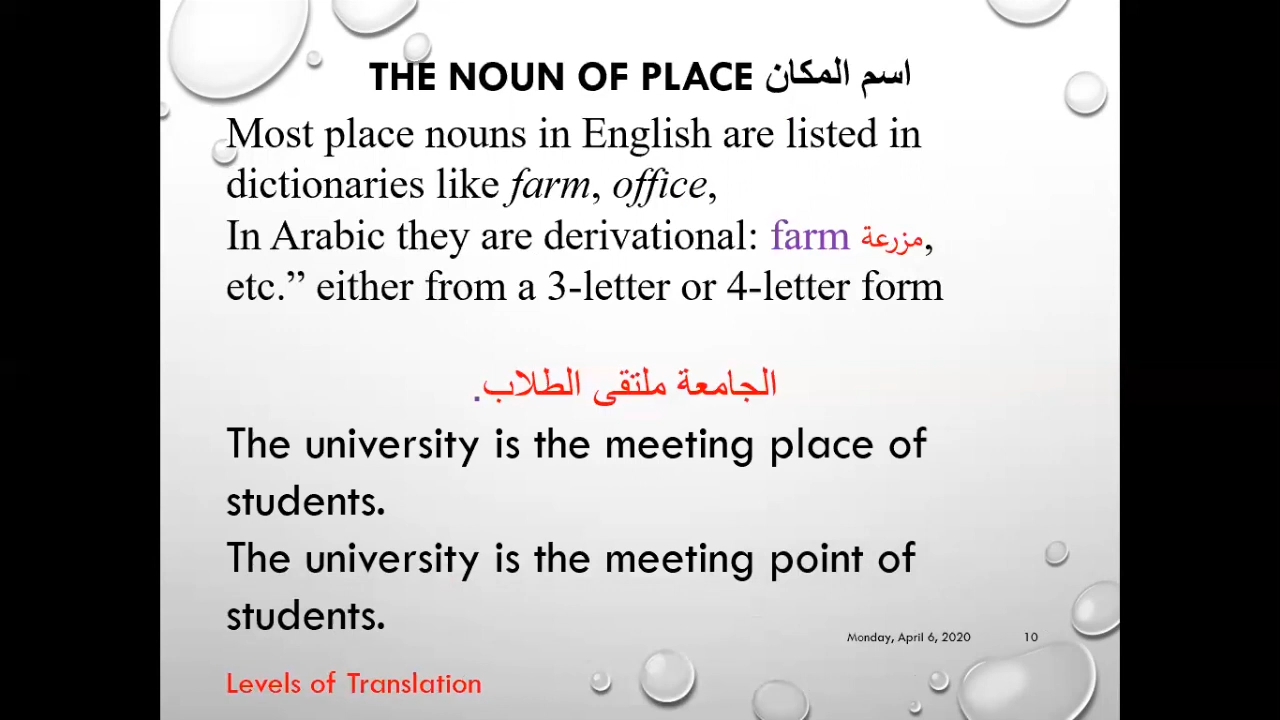 THE NOUN OF PLACE اسم المكان
Most place nouns in English are listed in
dictionaries like farm, office,
In Arabic they are derivational: farm مزرعة,
etc.” either from a 3-letter or 4-letter form
الجامعة ملتقى الطلاب.
The university is the meeting place of
students.
The university is the meeting point of
students.
Monday, April 6, 2020 10
Levels of Translation